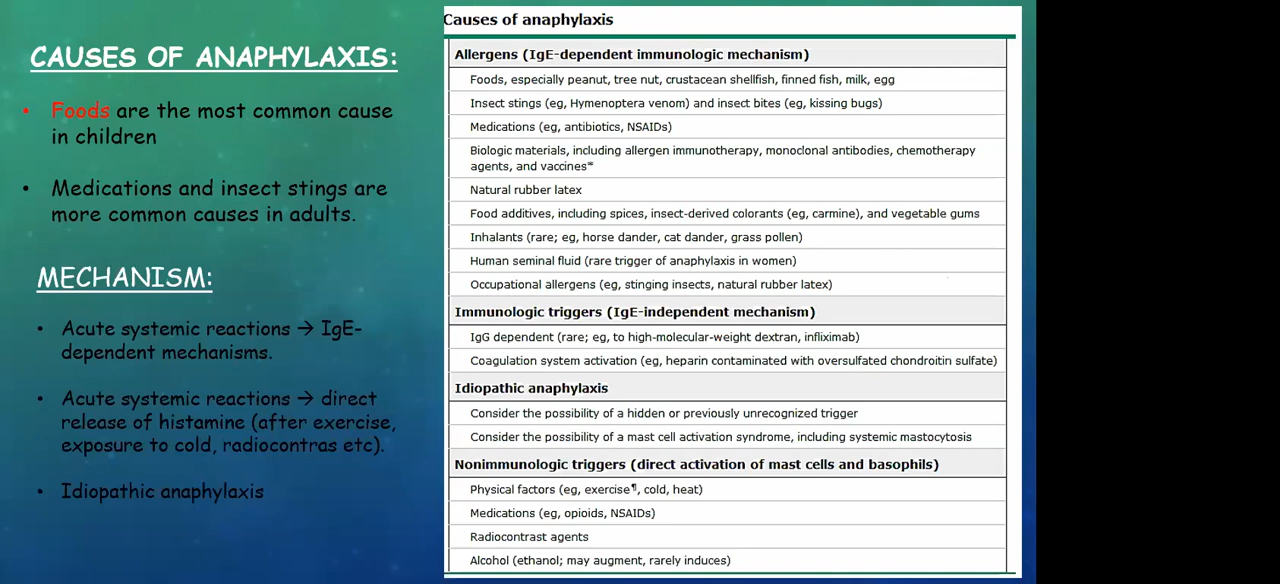 CAUSES OF ANAPHYLAXIS:
• Foods are the most common cause
in children
• Medications and insect stings are
more common causes in adults.
MECHANISM:
• Acute systemic reactions → IgE-
dependent mechanisms.
• Acute systemic reactions → direct
release of histamine (after exercise,
exposure to cold, radiocontras etc).
• Idiopathic anaphylaxis
Causes of anaphylaxis
Allergens (IgE-dependent immunologic mechanism)
Foods, especially peanut, tree nut, crustacean shellfish, finned fish, milk, egg
Insect stings (eg, Hymenoptera venom) and insect bites (eg, kissing bugs)
Medications (eg, antibiotics, NSAIDs)
Biologic materials, including allergen immunotherapy, monoclonal antibodies, chemotherapy
agents, and vaccines*
Natural rubber latex
Food additives, including spices, insect-derived colorants (eg, carmine), and vegetable gums
Inhalants (rare; eg, horse dander, cat dander, grass pollen)
Human seminal fluid (rare trigger of anaphylaxis in women)
Occupational allergens (eg, stinging insects, natural rubber latex)
Immunologic triggers (IgE-independent mechanism)
IgG dependent (rare; eg, to high-molecular-weight dextran, infliximab)
Coagulation system activation (eg, heparin contaminated with oversulfated chondroitin sulfate)
Idiopathic anaphylaxis
Consider the possibility of a hidden or previously unrecognized trigger
Consider the possibility of a mast cell activation syndrome, including systemic mastocytosis
Nonimmunologic triggers (direct activation of mast cells and basophils)
Physical factors (eg, exercise¶, cold, heat)
Medications (eg, opioids, NSAIDs)
Radiocontrast agents
Alcohol (ethanol; may augment, rarely induces)